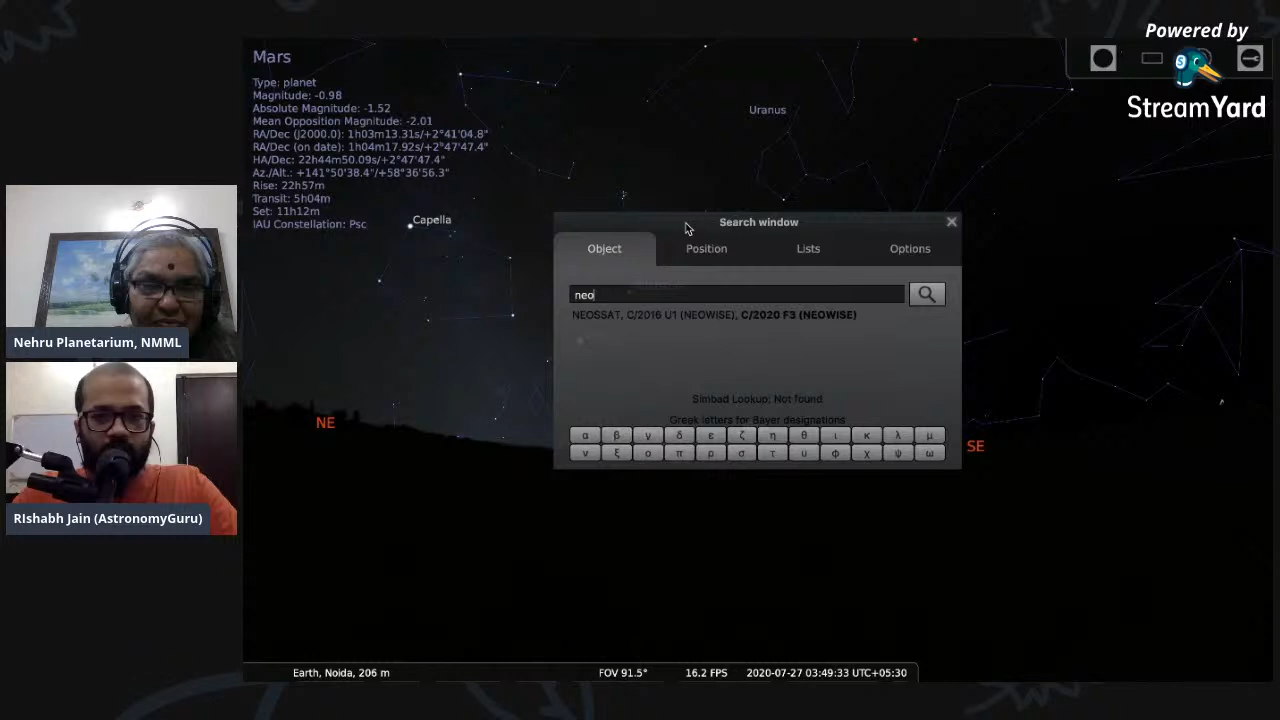 Powered by
StreamYard
Mars
Type: planet
Magnitude: -0.98
Absolute Magnitude: -1.52
Mean Opposition Magnitude: -2.01
RA/Dec (J2000.0): 1h03m13.31s/+2°41'04.8"
RA/Dec (on date): 1h04m17.92s/+2°47'47.4"
HA/Dec: 22h44m50.09s/+2°47'47.4"
Az./Alt.: +141°50'38.4"/+58°36'56.3"
Rise: 22h57m
Transit: 5h04m
Set: 11h12m
IAU Constellation: Psc
Uranus
Capella
Search window
Object Position Lists Options
neo
NEOSSAT, C/2016 U1 (NEOWISE), C/2020 F3 (NEOWISE)
Simbad Lookup: Not found
Greek letters for Bayer designations
α β γ δ ε ζ η θ ι κ λ μ
ν ξ ο π ρ σ τ υ φ χ ψ ω
NE
SE
Nehru Planetarium, NMML
RIshabh Jain (AstronomyGuru)
Earth, Noida, 206 m FOV 91.5° 16.2 FPS 2020-07-27 03:49:33 UTC+05:30